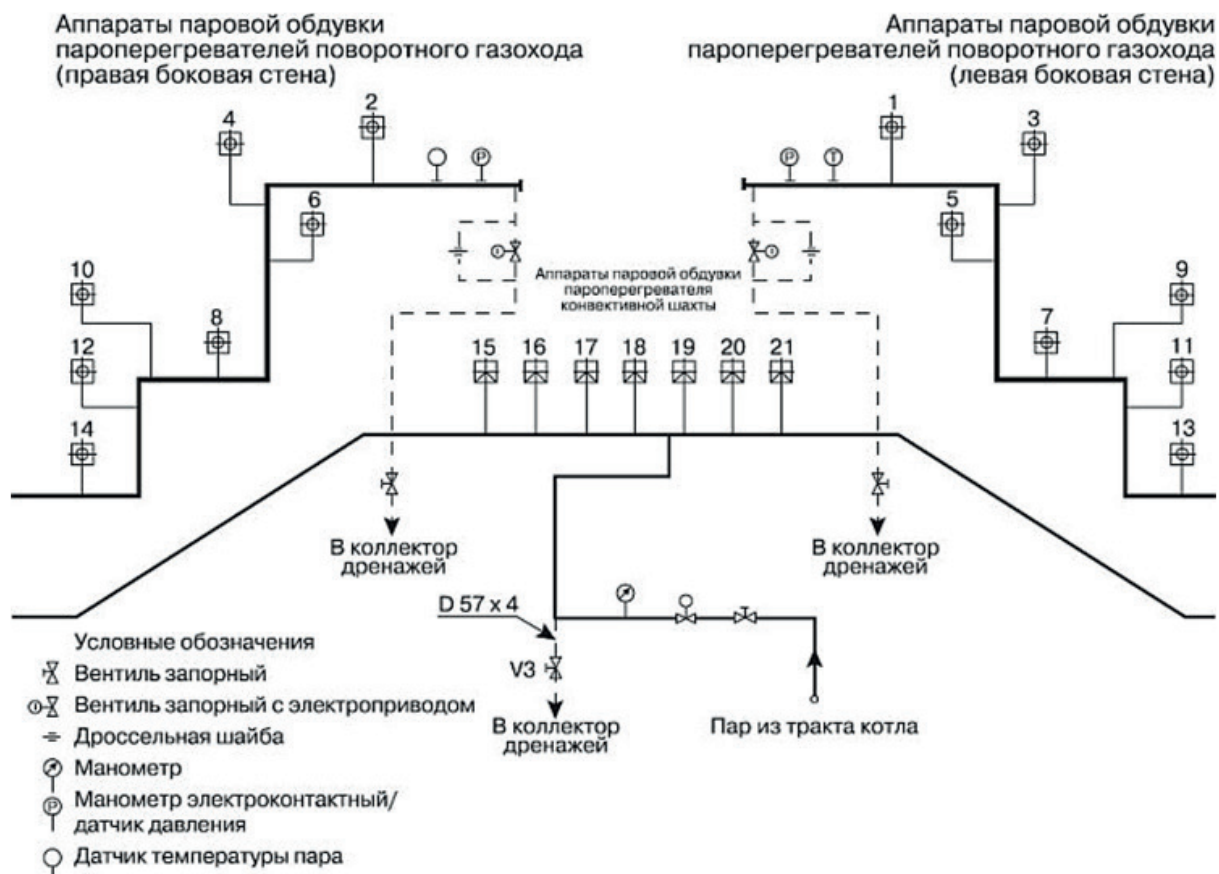 Аппараты паровой обдувки
пароперегревателей поворотного газохода
(правая боковая стена)
Аппараты паровой обдувки
пароперегревателей поворотного газохода
(левая боковая стена)
2
4
P
6
10
8
12
14
1
3
P
T
5
9
7
11
13
Аппараты паровой обдувки
пароперегревателя
конвективной шахты
15 16 17 18 19 20 21
В коллектор
дренажей
В коллектор
дренажей
D 57 x 4
V3
В коллектор
дренажей
Пар из тракта котла
Условные обозначения
Вентиль запорный
Вентиль запорный с электроприводом
Дроссельная шайба
Манометр
P
Манометр электроконтактный/
датчик давления
Датчик температуры пара